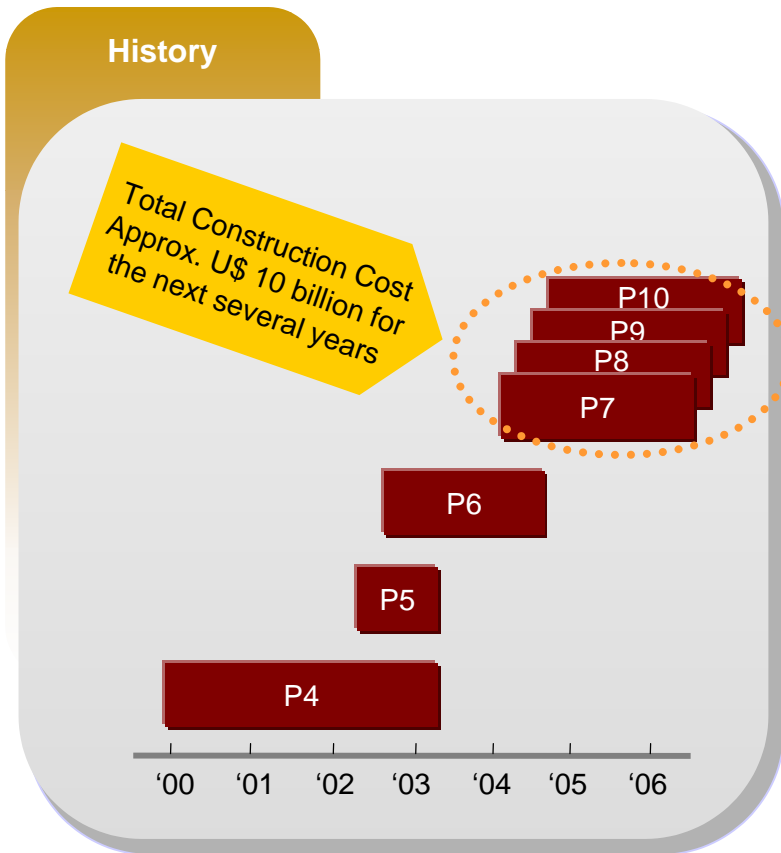 History
Total Construction Cost
Approx. U$ 10 billion for
the next several years
P10
P9
P8
P7
P6
P5
P4
‘00 ‘01 ‘02 ‘03 ‘04 ‘05 ‘06